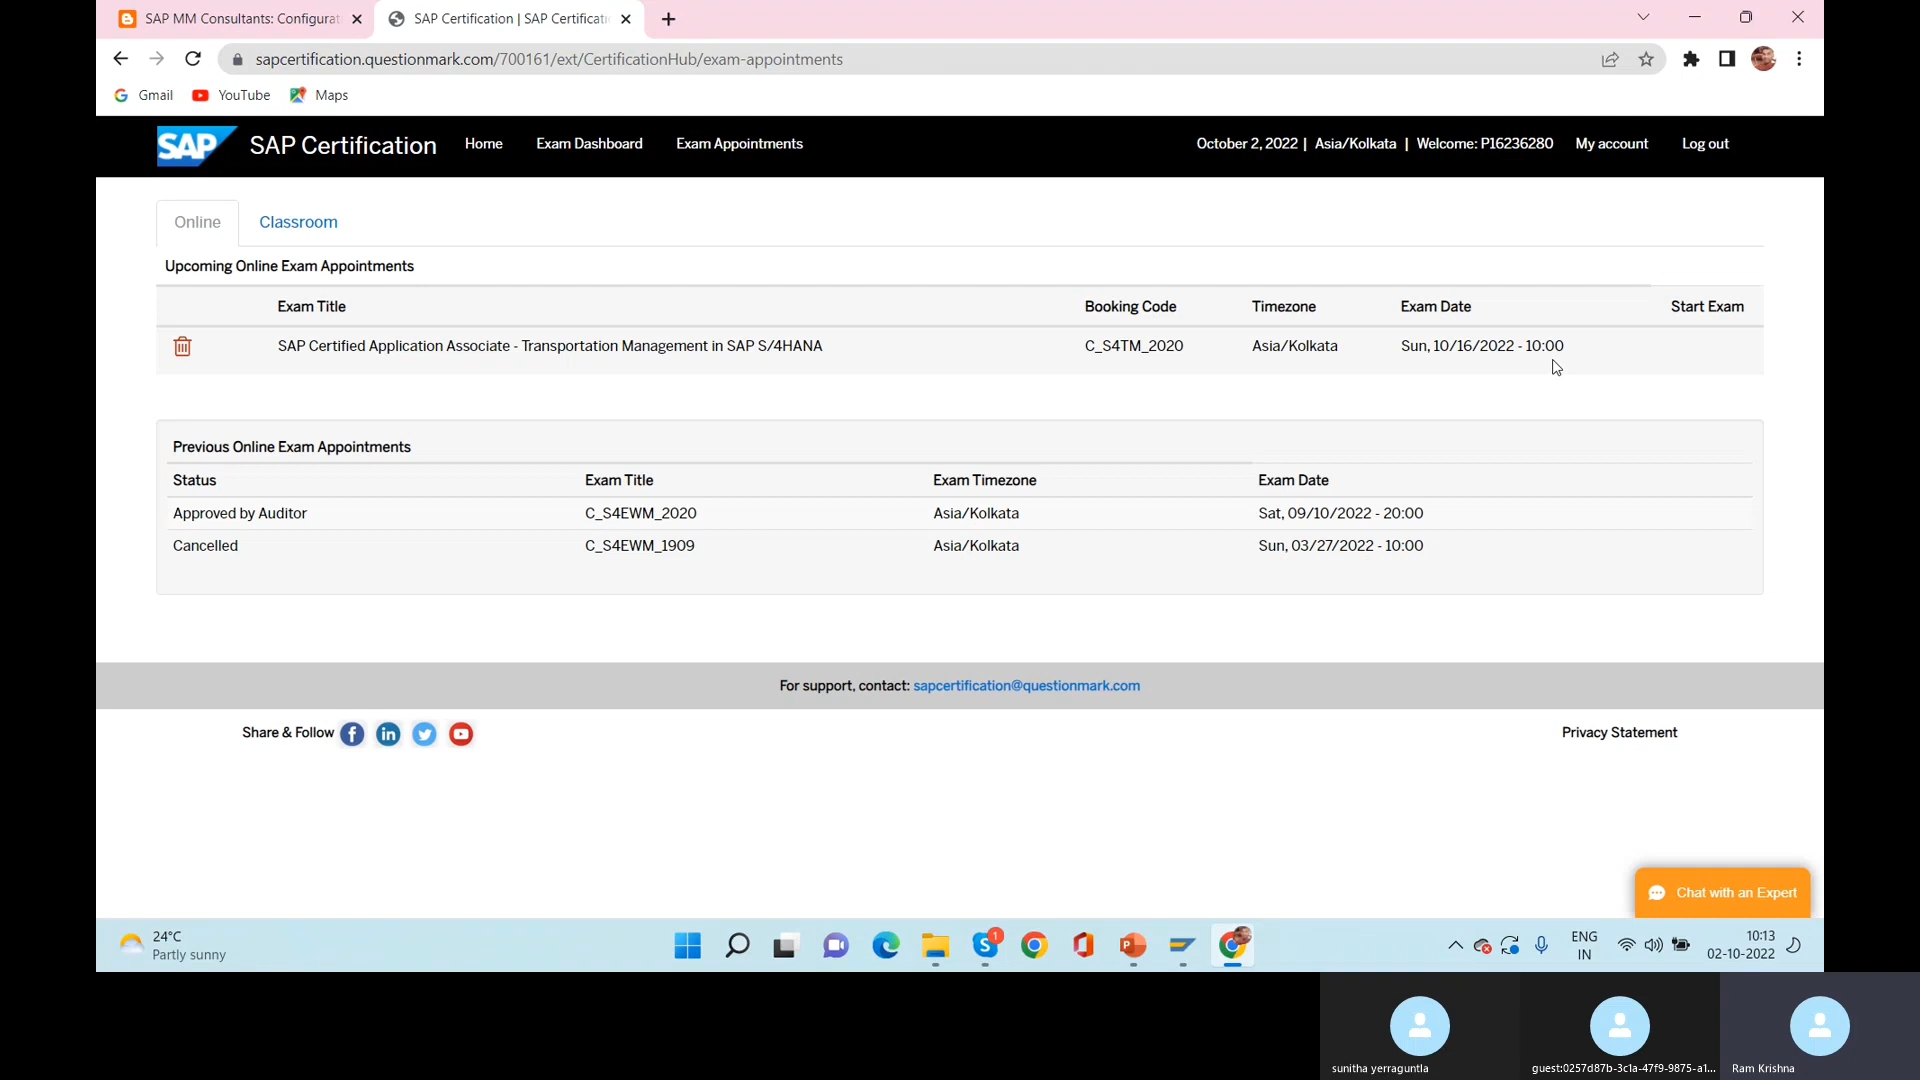 SAP MM Consultants: Configurat
SAP Certification | SAP Certificati
sapcertification.questionmark.com/700161/ext/CertificationHub/exam-appointments
Gmail YouTube Maps
SAP SAP Certification Home Exam Dashboard Exam Appointments October 2, 2022 | Asia/Kolkata | Welcome: P16236280 My account Log out
Online Classroom
Upcoming Online Exam Appointments
Exam Title Booking Code Timezone Exam Date Start Exam
SAP Certified Application Associate - Transportation Management in SAP S/4HANA C_S4TM_2020 Asia/Kolkata Sun, 10/16/2022 - 10:00
Previous Online Exam Appointments
Status Exam Title Exam Timezone Exam Date
Approved by Auditor C_S4EWM_2020 Asia/Kolkata Sat, 09/10/2022 - 20:00
Cancelled C_S4EWM_1909 Asia/Kolkata Sun, 03/27/2022 - 10:00
For support, contact: sapcertification@questionmark.com
Share & Follow Privacy Statement
Chat with an Expert
24°C
Partly sunny
1
ENG
IN
10:13
02-10-2022
sunitha yerraguntla guest:0257d87b-3c1a-47f9-9875-a1... Ram Krishna